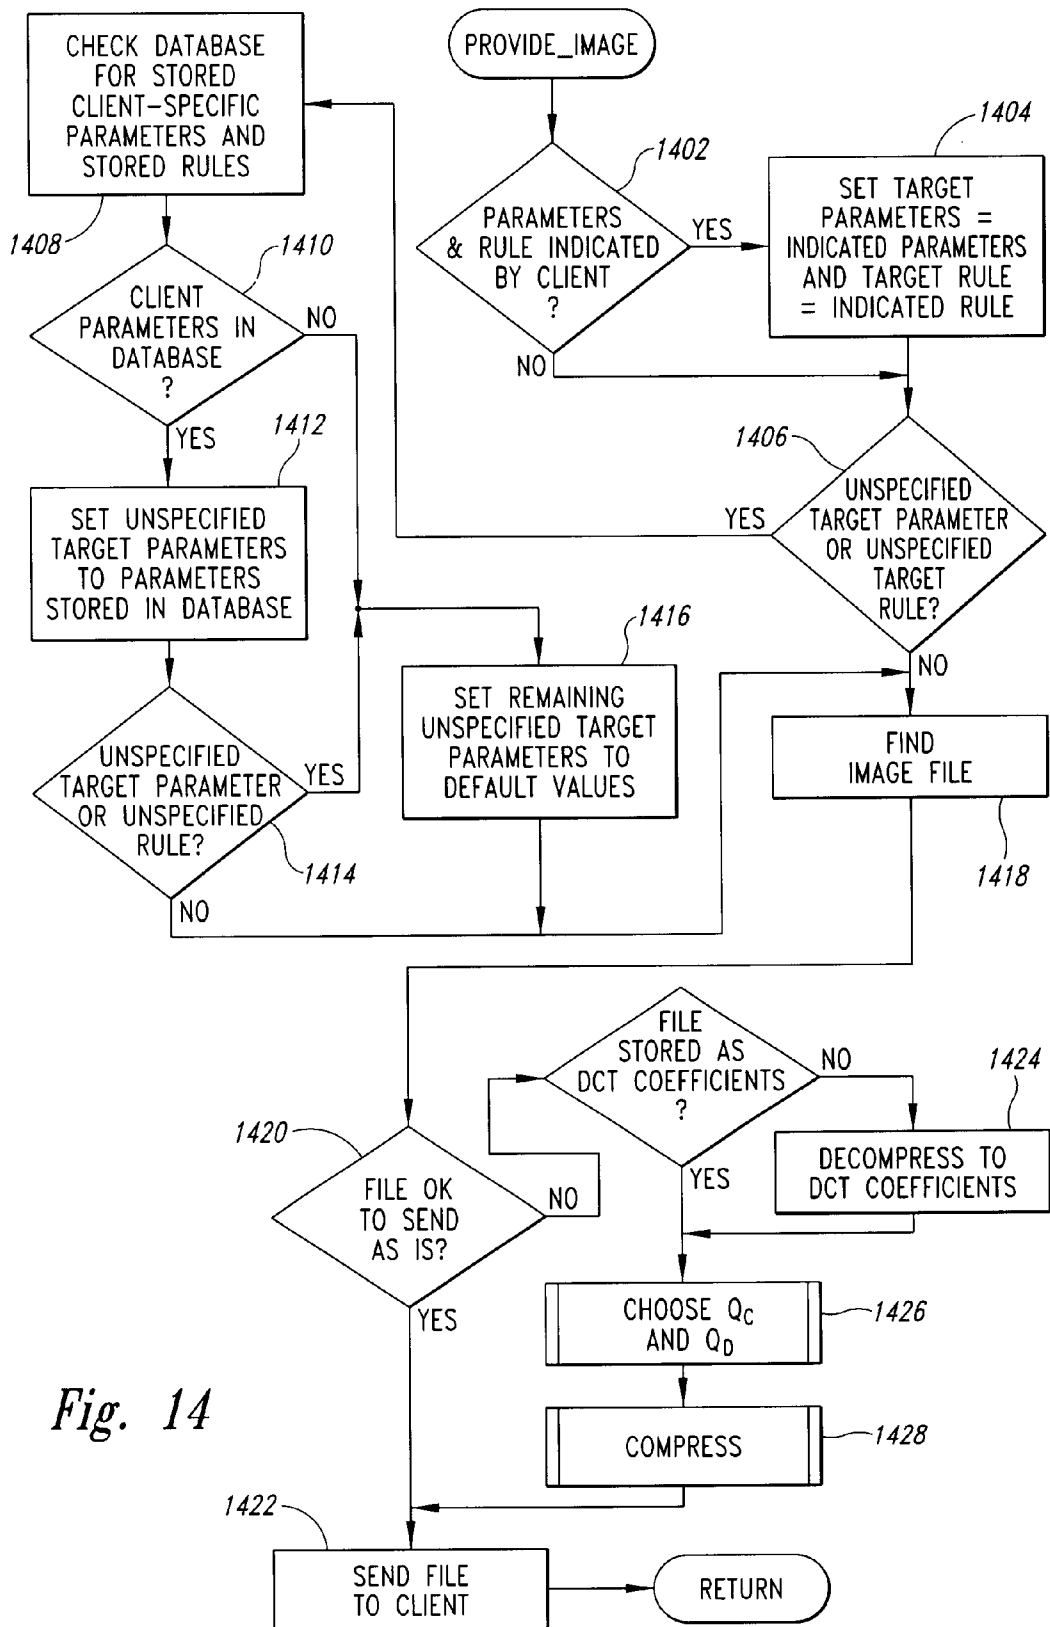 PROVIDE_IMAGE
1402
PARAMETERS
& RULE INDICATED
BY CLIENT
?
YES
NO
1404
SET TARGET
PARAMETERS =
INDICATED PARAMETERS
AND TARGET RULE
= INDICATED RULE
1406
UNSPECIFIED
TARGET PARAMETER
OR UNSPECIFIED
TARGET
RULE?
YES
NO
CHECK DATABASE
FOR STORED
CLIENT-SPECIFIC
PARAMETERS AND
STORED RULES
1408
1410
CLIENT
PARAMETERS IN
DATABASE
?
NO
YES
1412
SET UNSPECIFIED
TARGET PARAMETERS
TO PARAMETERS
STORED IN DATABASE
UNSPECIFIED
TARGET PARAMETER
OR UNSPECIFIED
RULE?
YES
1414
NO
1416
SET REMAINING
UNSPECIFIED TARGET
PARAMETERS TO
DEFAULT VALUES
FIND
IMAGE FILE
1418
1420
FILE OK
TO SEND
AS IS?
NO
YES
FILE
STORED AS
DCT COEFFICIENTS
?
NO
YES
1424
DECOMPRESS TO
DCT COEFFICIENTS
CHOOSE QC
AND QD
1426
COMPRESS
1428
Fig. 14
1422
SEND FILE
TO CLIENT
RETURN